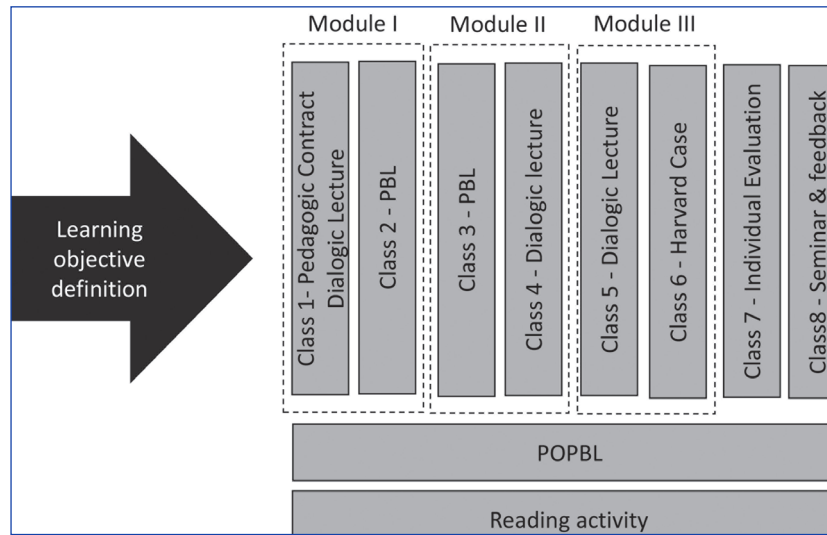 Module I
Module II
Module III
Learning
objective
definition
Class 1- Pedagogic Contract
Dialogic Lecture
Class 2 - PBL
Class 3 - PBL
Class 4 - Dialogic lecture
Class 5 - Dialogic Lecture
Class 6 - Harvard Case
Class 7 - Individual Evaluation
Class8 - Seminar & feedback
POPBL
Reading activity